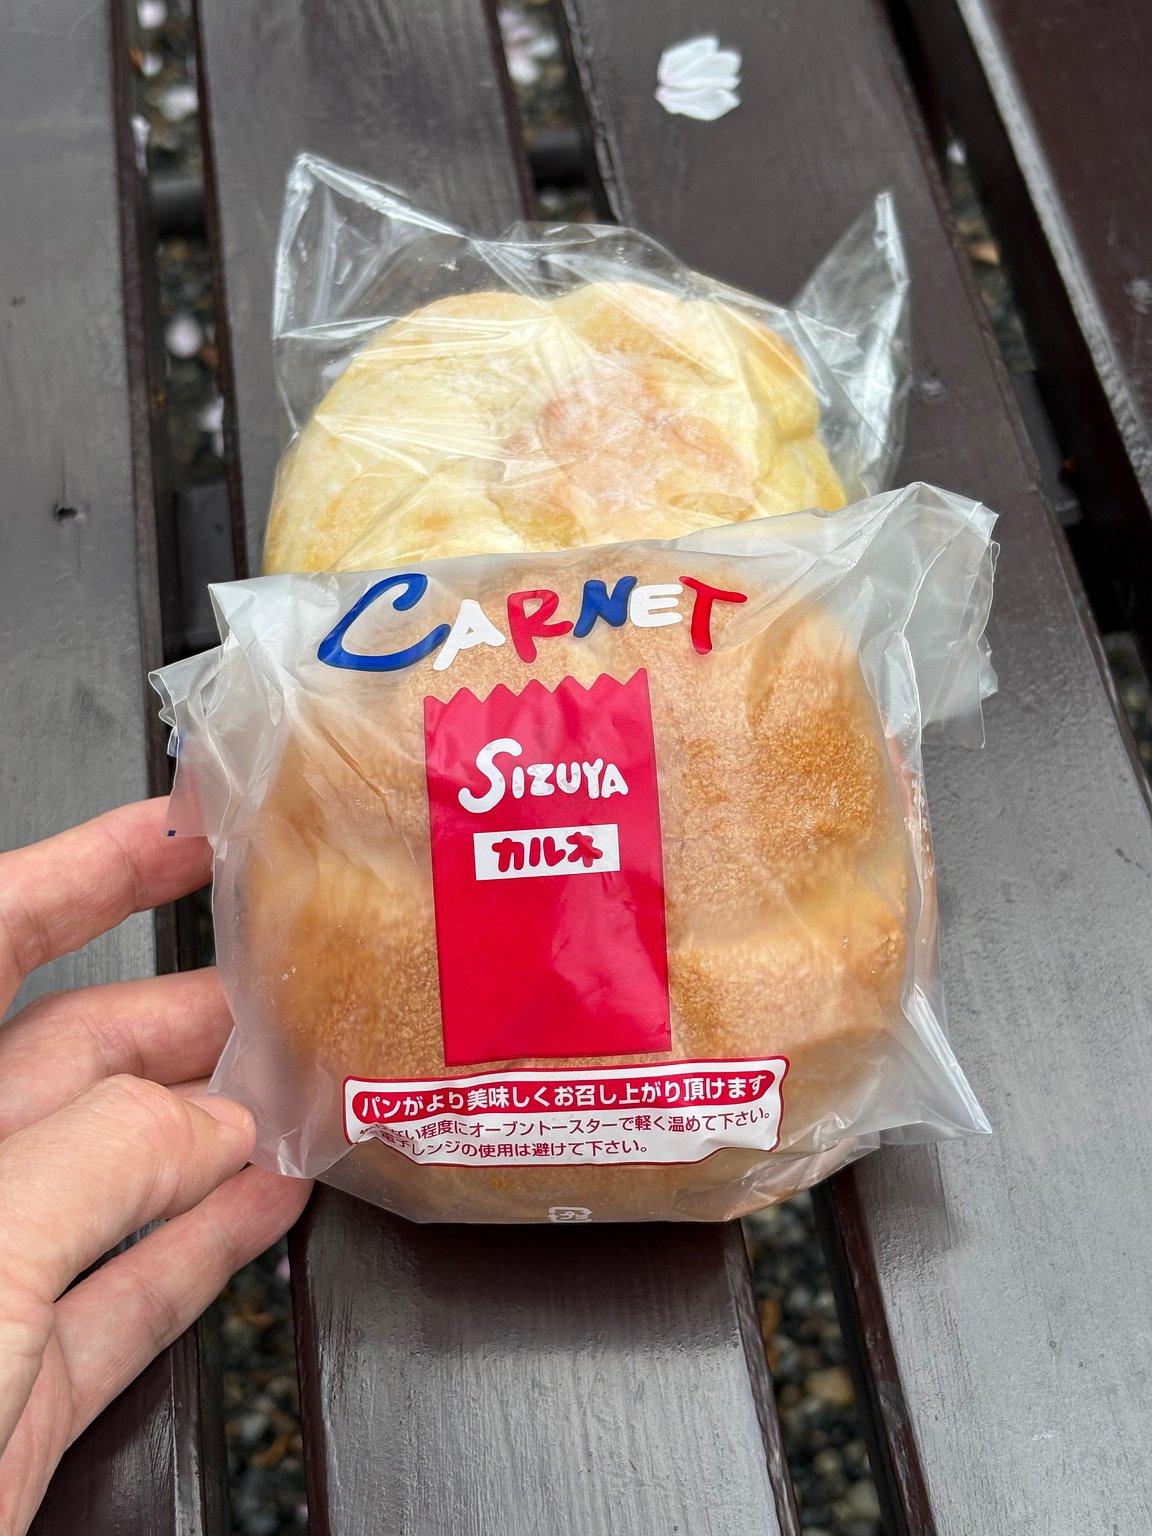 CARNET
SIZUYA
カルネ
パンがより美味しくお召し上がり頂けます
い程度にオーブントースターで軽く温めて下さい。
電子レンジの使用は避けて下さい。